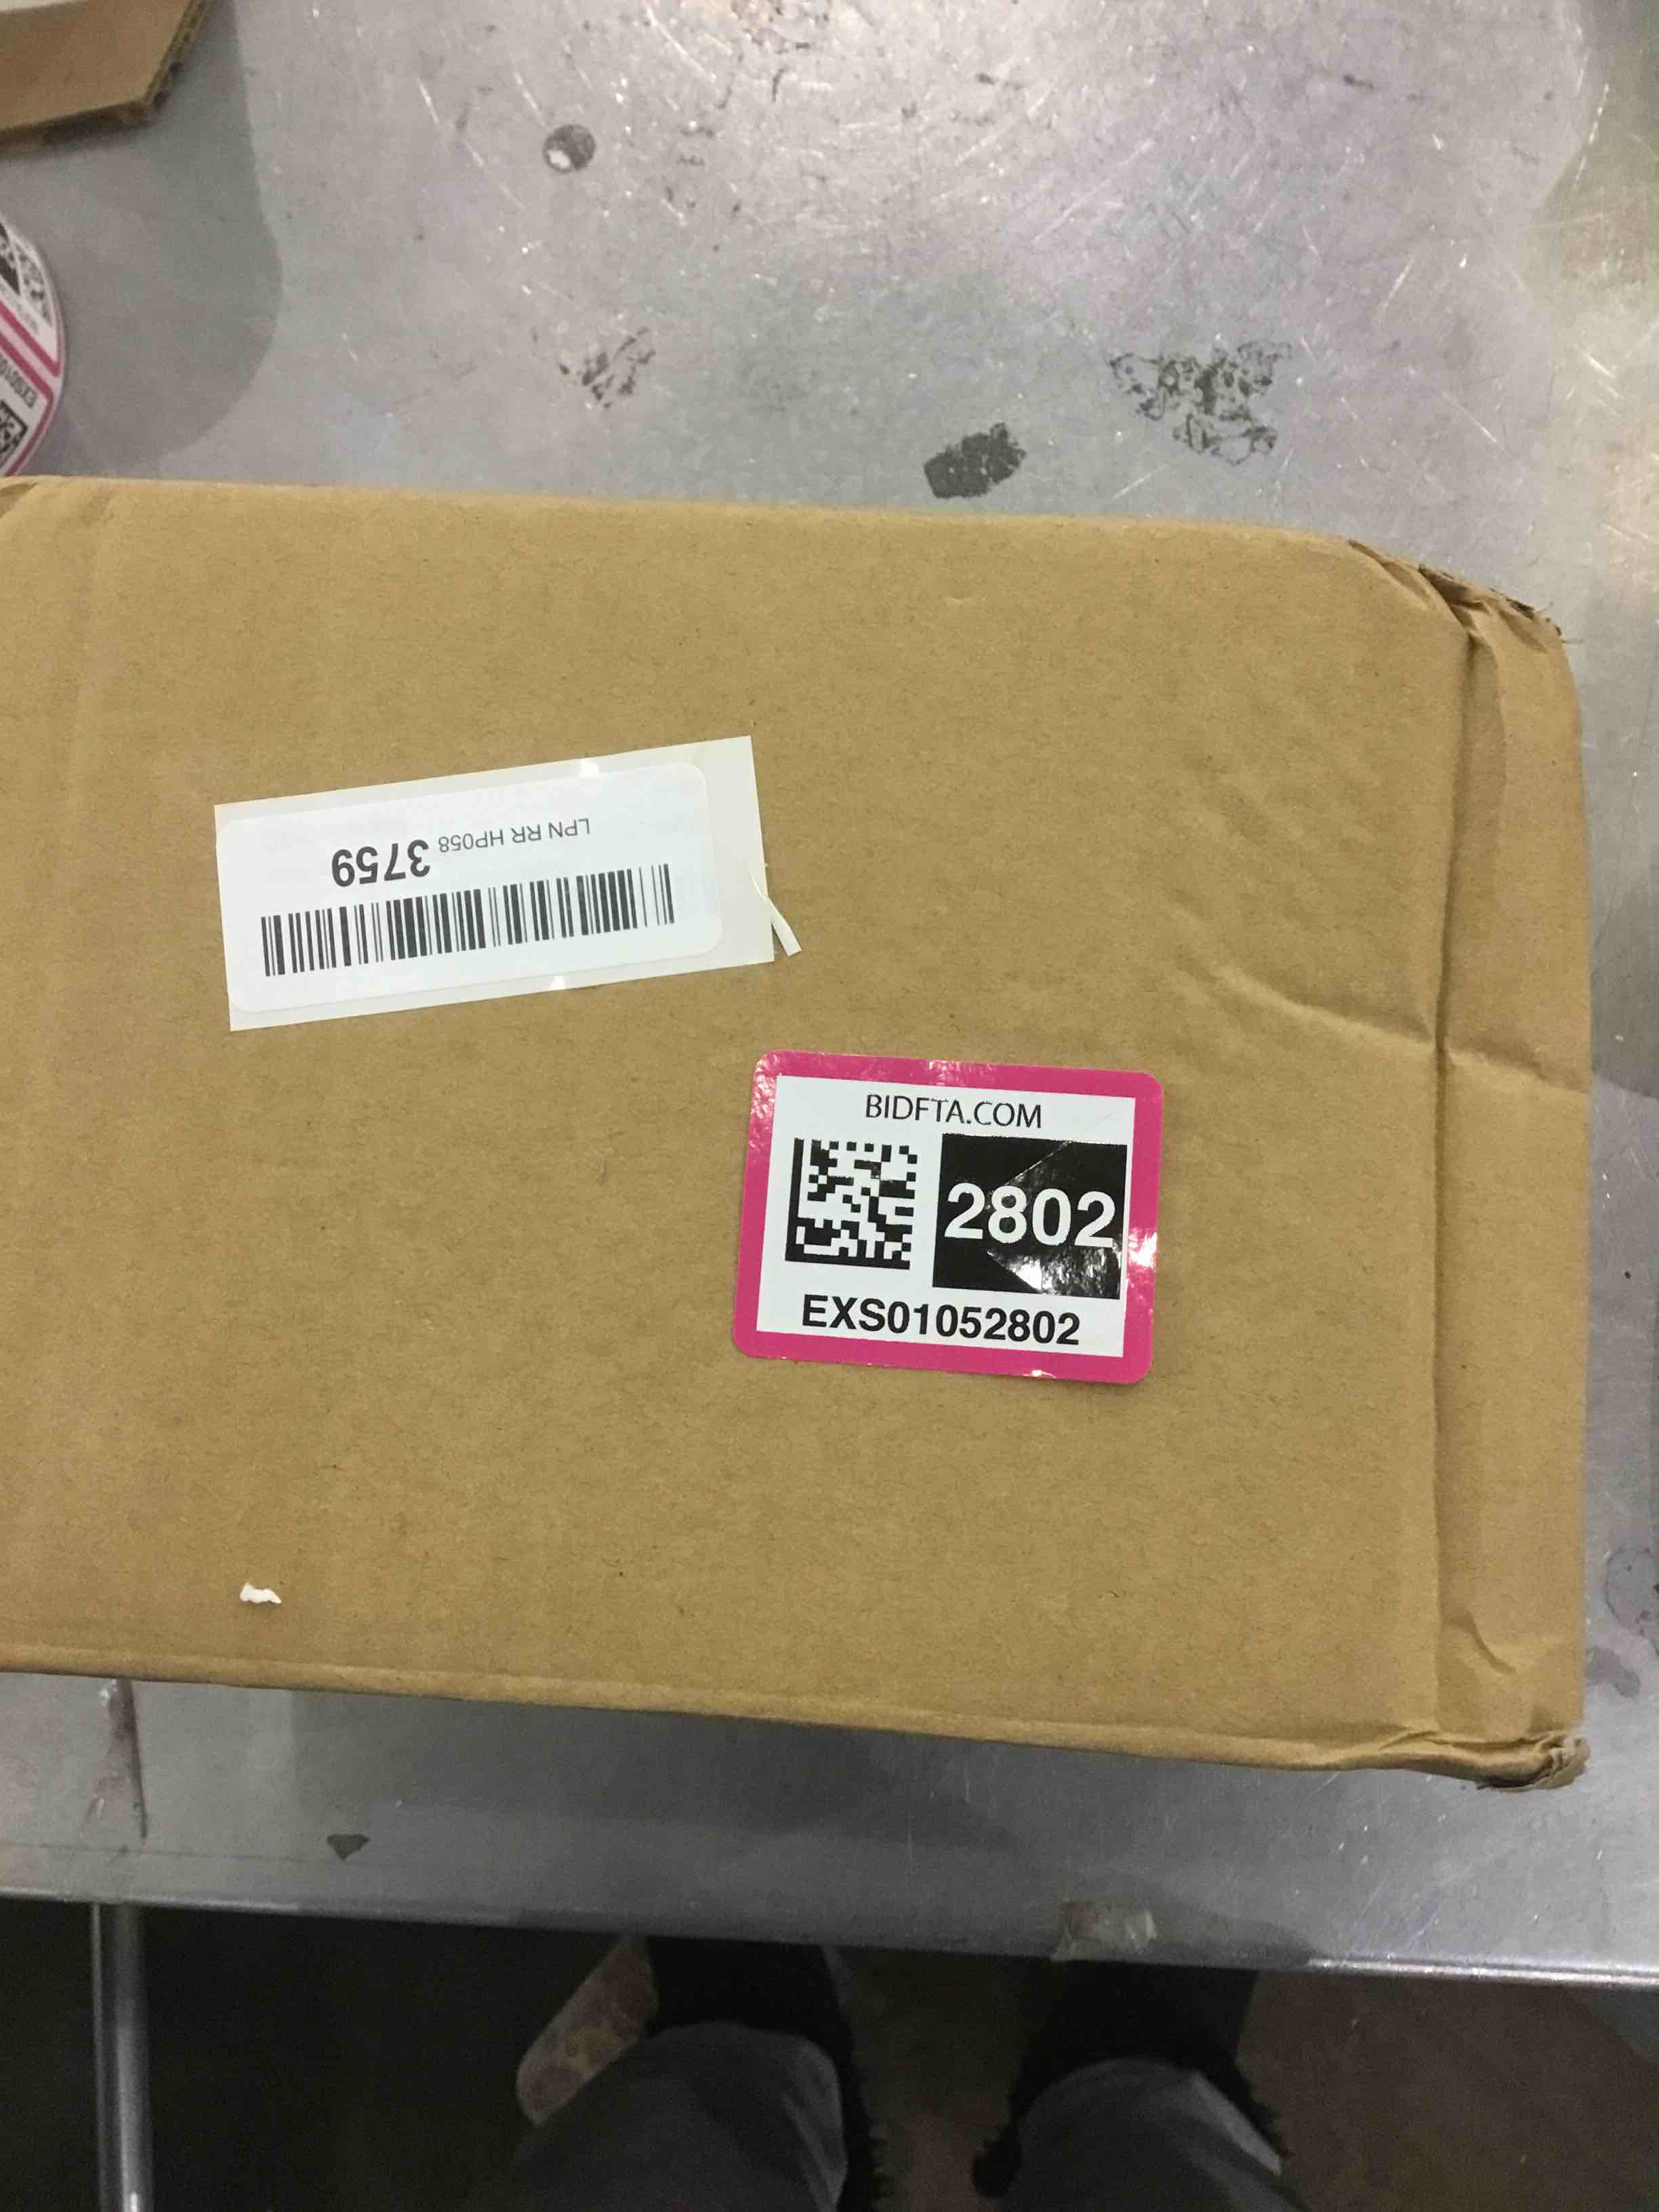 LPN RR HP058 3759
BIDFTA.COM
2802
EXS01052802